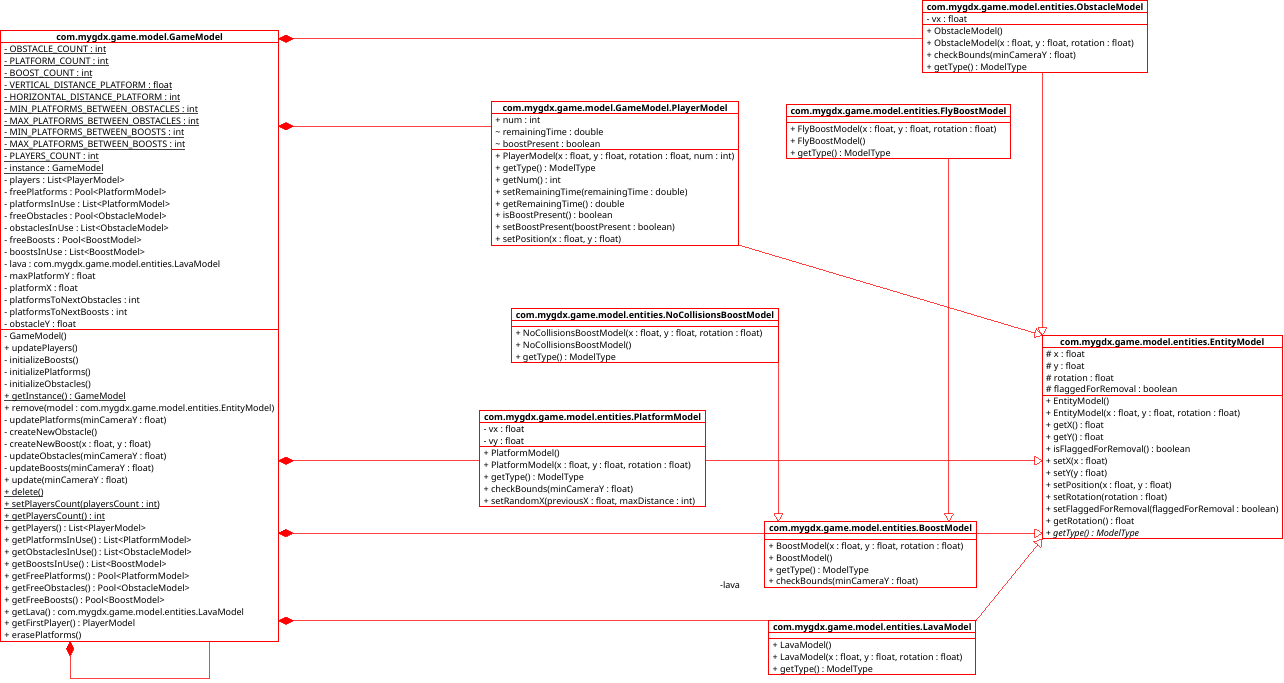 com.mygdx.game.model.GameModel
- OBSTACLE_COUNT : int
- PLATFORM_COUNT : int
- BOOST_COUNT : int
- VERTICAL_DISTANCE_PLATFORM : float
- HORIZONTAL_DISTANCE_PLATFORM : int
- MIN_PLATFORMS_BETWEEN_OBSTACLES : int
- MAX_PLATFORMS_BETWEEN_OBSTACLES : int
- MIN_PLATFORMS_BETWEEN_BOOSTS : int
- MAX_PLATFORMS_BETWEEN_BOOSTS : int
- PLAYERS_COUNT : int
- instance : GameModel
- players : List<PlayerModel>
- freePlatforms : Pool<PlatformModel>
- platformsInUse : List<PlatformModel>
- freeObstacles : Pool<ObstacleModel>
- obstaclesInUse : List<ObstacleModel>
- freeBoosts : Pool<BoostModel>
- boostsInUse : List<BoostModel>
- lava : com.mygdx.game.model.entities.LavaModel
- maxPlatformY : float
- platformX : float
- platformsToNextObstacles : int
- platformsToNextBoosts : int
- obstacleY : float
- GameModel()
+ updatePlayers()
- initializeBoosts()
- initializePlatforms()
- initializeObstacles()
+ getInstance() : GameModel
+ remove(model : com.mygdx.game.model.entities.EntityModel)
- updatePlatforms(minCameraY : float)
- createNewObstacle()
- createNewBoost(x : float, y : float)
- updateObstacles(minCameraY : float)
- updateBoosts(minCameraY : float)
+ update(minCameraY : float)
+ delete()
+ setPlayersCount(playersCount : int)
+ getPlayersCount() : int
+ getPlayers() : List<PlayerModel>
+ getPlatformsInUse() : List<PlatformModel>
+ getObstaclesInUse() : List<ObstacleModel>
+ getBoostsInUse() : List<BoostModel>
+ getFreePlatforms() : Pool<PlatformModel>
+ getFreeObstacles() : Pool<ObstacleModel>
+ getFreeBoosts() : Pool<BoostModel>
+ getLava() : com.mygdx.game.model.entities.LavaModel
+ getFirstPlayer() : PlayerModel
+ erasePlatforms()
com.mygdx.game.model.entities.ObstacleModel
- vx : float
+ ObstacleModel()
+ ObstacleModel(x : float, y : float, rotation : float)
+ checkBounds(minCameraY : float)
+ getType() : ModelType
com.mygdx.game.model.GameModel.PlayerModel
+ num : int
~ remainingTime : double
~ boostPresent : boolean
+ PlayerModel(x : float, y : float, rotation : float, num : int)
+ getType() : ModelType
+ getNum() : int
+ setRemainingTime(remainingTime : double)
+ getRemainingTime() : double
+ isBoostPresent() : boolean
+ setBoostPresent(boostPresent : boolean)
+ setPosition(x : float, y : float)
com.mygdx.game.model.entities.FlyBoostModel
+ FlyBoostModel(x : float, y : float, rotation : float)
+ FlyBoostModel()
+ getType() : ModelType
com.mygdx.game.model.entities.NoCollisionsBoostModel
+ NoCollisionsBoostModel(x : float, y : float, rotation : float)
+ NoCollisionsBoostModel()
+ getType() : ModelType
com.mygdx.game.model.entities.EntityModel
# x : float
# y : float
# rotation : float
# flaggedForRemoval : boolean
+ EntityModel()
+ EntityModel(x : float, y : float, rotation : float)
+ getX() : float
+ getY() : float
+ isFlaggedForRemoval() : boolean
+ setX(x : float)
+ setY(y : float)
+ setPosition(x : float, y : float)
+ setRotation(rotation : float)
+ setFlaggedForRemoval(flaggedForRemoval : boolean)
+ getRotation() : float
+ getType() : ModelType
com.mygdx.game.model.entities.PlatformModel
- vx : float
- vy : float
+ PlatformModel()
+ PlatformModel(x : float, y : float, rotation : float)
+ getType() : ModelType
+ checkBounds(minCameraY : float)
+ setRandomX(previousX : float, maxDistance : int)
com.mygdx.game.model.entities.BoostModel
+ BoostModel(x : float, y : float, rotation : float)
+ BoostModel()
+ getType() : ModelType
+ checkBounds(minCameraY : float)
-lava
com.mygdx.game.model.entities.LavaModel
+ LavaModel()
+ LavaModel(x : float, y : float, rotation : float)
+ getType() : ModelType